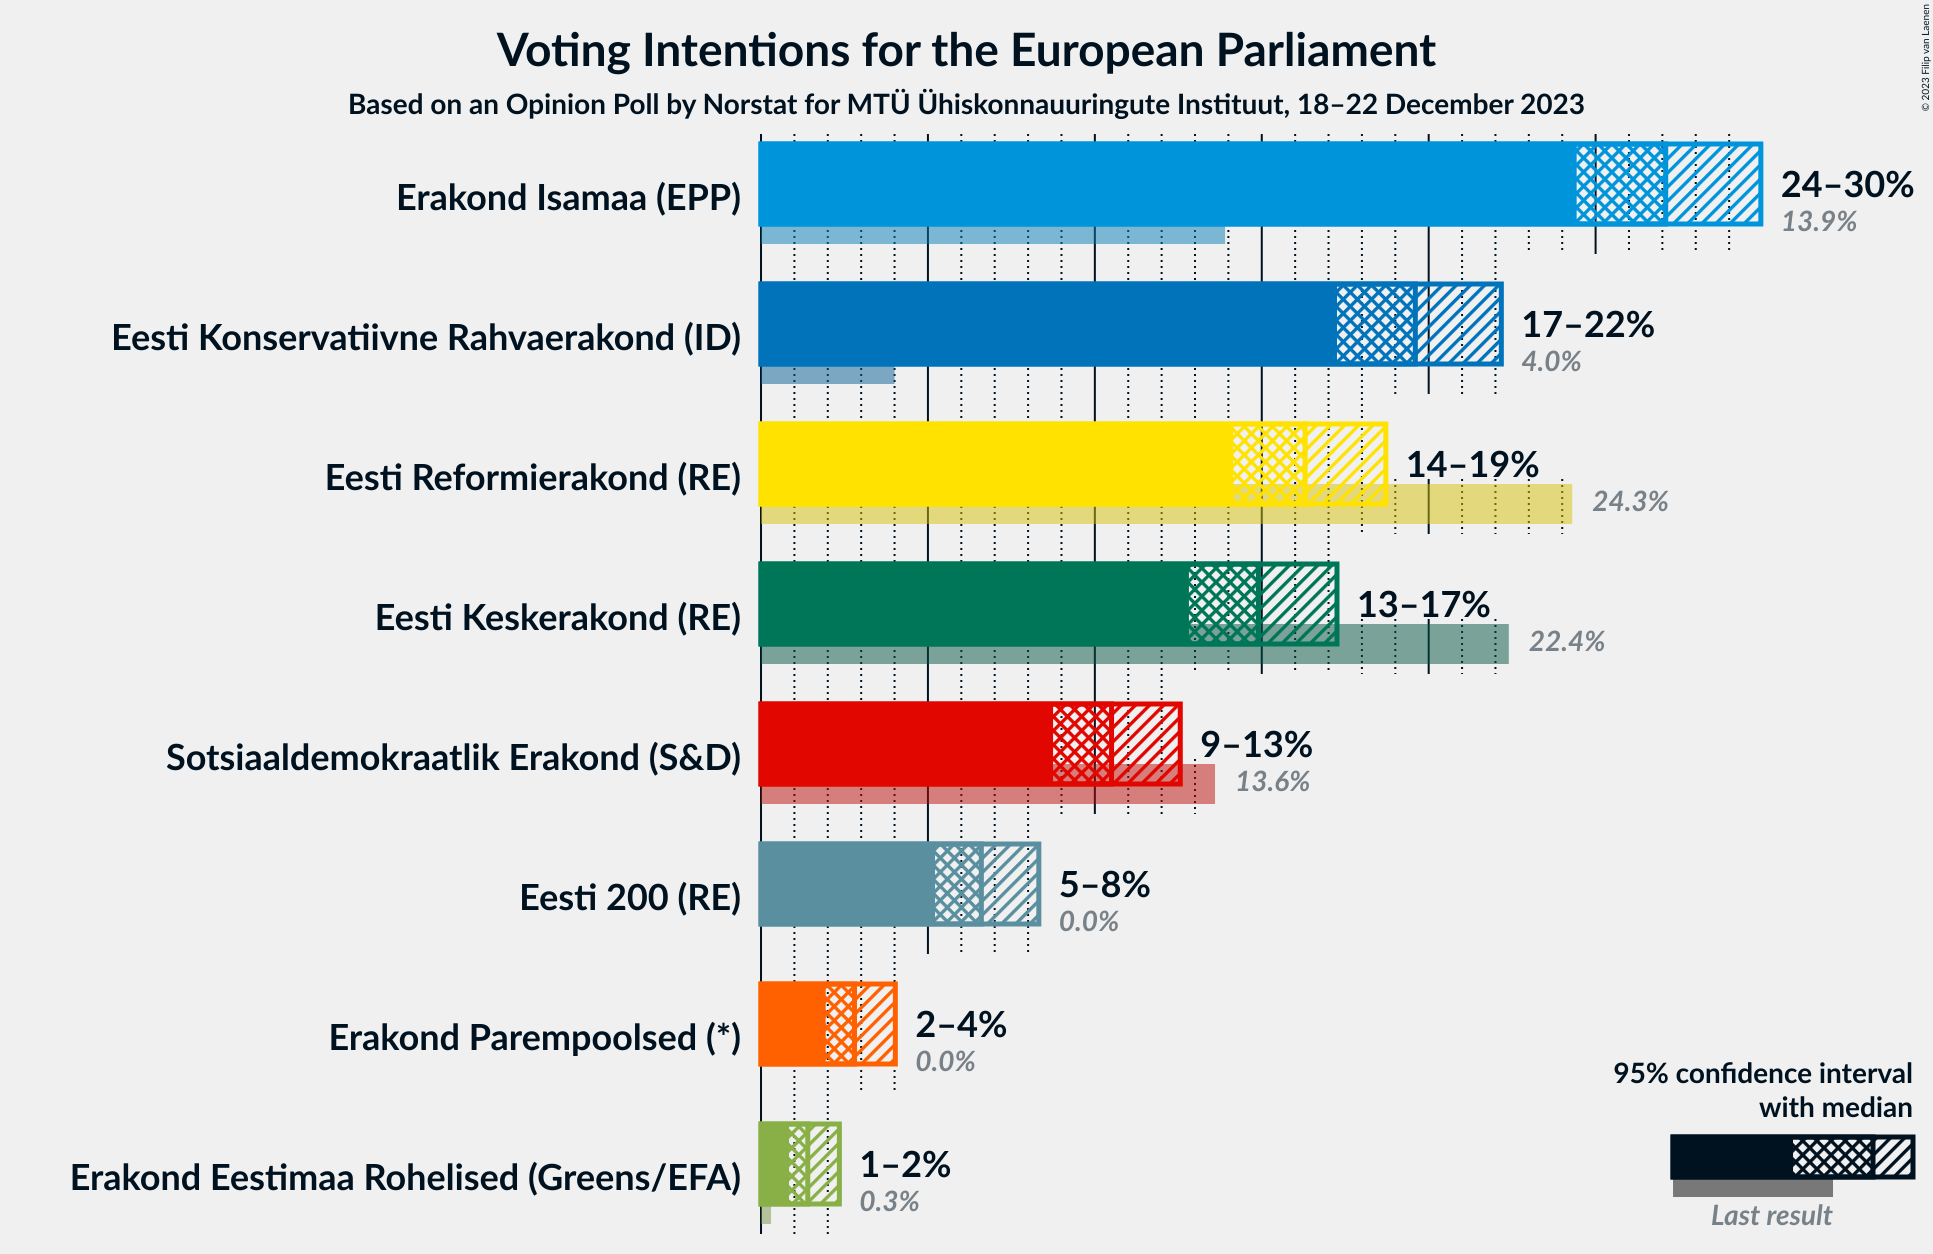 Voting Intentions for the European Parliament
Based on an Opinion Poll by Norstat for MTÜ Ühiskonnauuringute Instituut, 18–22 December 2023
© 2023 Filip van Laenen
Erakond Isamaa (EPP)
24–30%
13.9%
Eesti Konservatiivne Rahvaerakond (ID)
17–22%
4.0%
Eesti Reformierakond (RE)
14–19%
24.3%
Eesti Keskerakond (RE)
13–17%
22.4%
Sotsiaaldemokraatlik Erakond (S&D)
9–13%
13.6%
Eesti 200 (RE)
5–8%
0.0%
Erakond Parempoolsed (*)
2–4%
0.0%
Erakond Eestimaa Rohelised (Greens/EFA)
1–2%
0.3%
95% confidence interval
with median
Last result